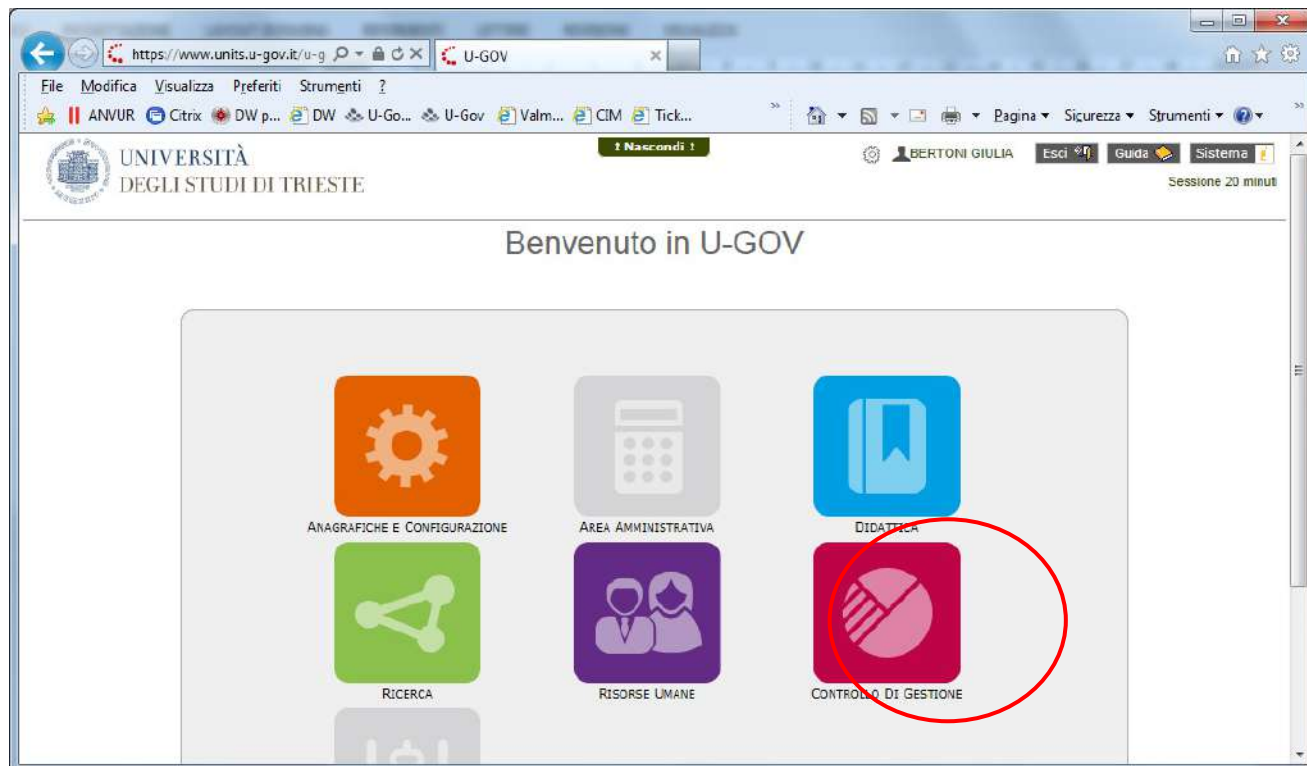 https://www.units.u-gov.it/u-g
U-GOV
File Modifica Visualizza Preferiti Strumenti ?
ANVUR Citrix DW p... DW U-Go... U-Gov Valm... CIM Tick... Pagina Sicurezza Strumenti
UNIVERSITÀ
DEGLI STUDI DI TRIESTE
↑ Nascondi ↑
BERTONI GIULIA Esci Guida Sistema
Sessione 20 minuti
Benvenuto in U-GOV
ANAGRAFICHE E CONFIGURAZIONE
AREA AMMINISTRATIVA
DIDATTICA
RICERCA
RISORSE UMANE
CONTROLLO DI GESTIONE